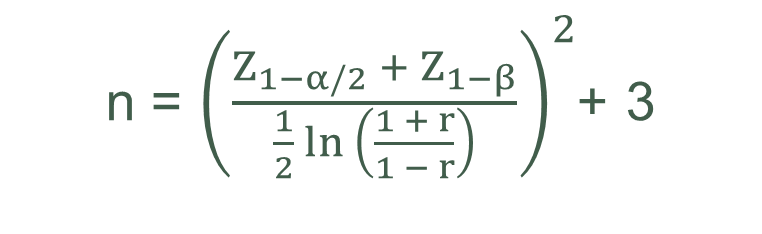 n = ( (Z₁₋α/₂ + Z₁₋β) / (1/2 ln ((1 + r) / (1 − r))) )² + 3